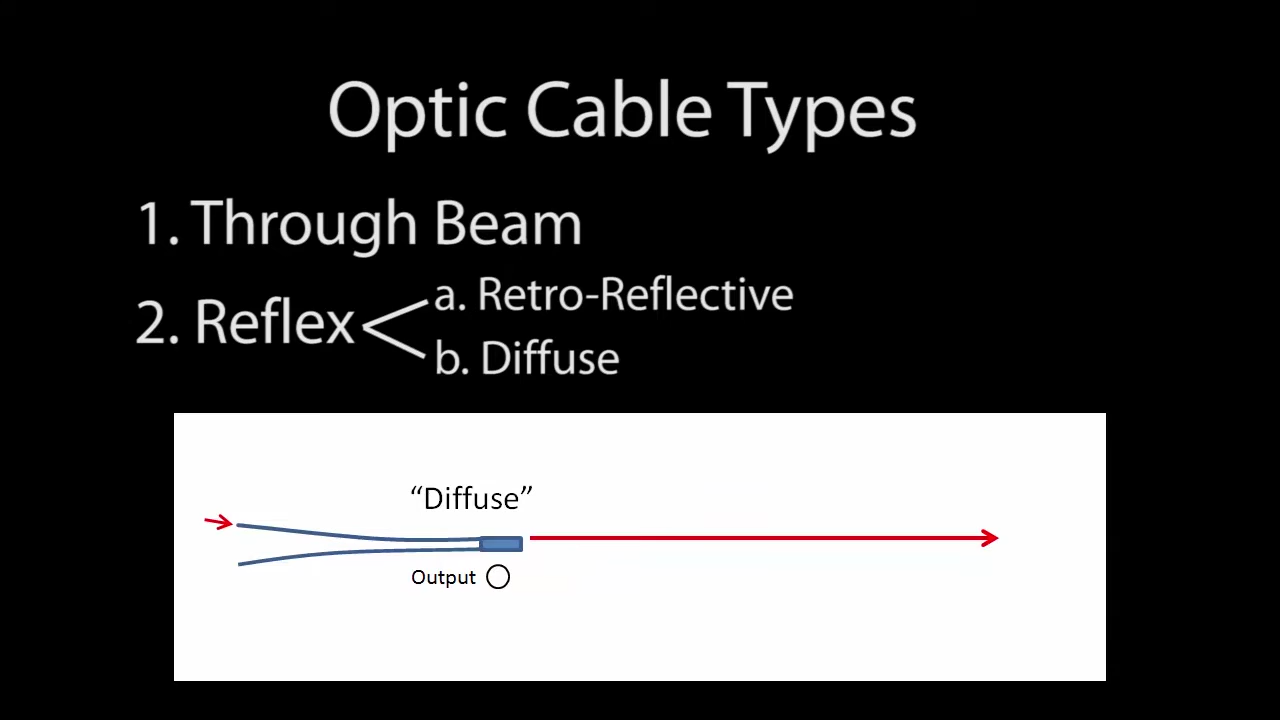 Optic Cable Types
1. Through Beam
2. Reflex
a. Retro-Reflective
b. Diffuse
“Diffuse”
Output